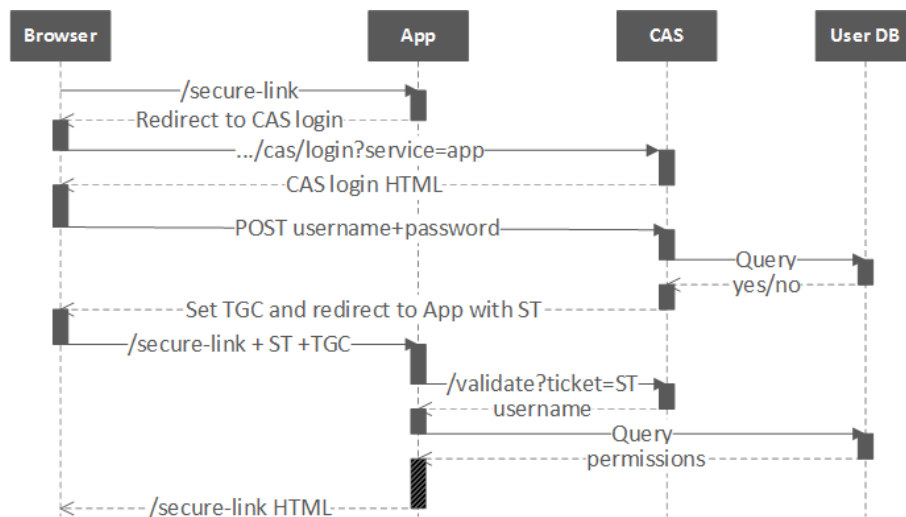 Browser
App
CAS
User DB
/secure-link
Redirect to CAS login
.../cas/login?service=app
CAS login HTML
POST username+password
Query
yes/no
Set TGC and redirect to App with ST
/secure-link + ST +TGC
/validate?ticket=ST
username
Query
permissions
/secure-link HTML